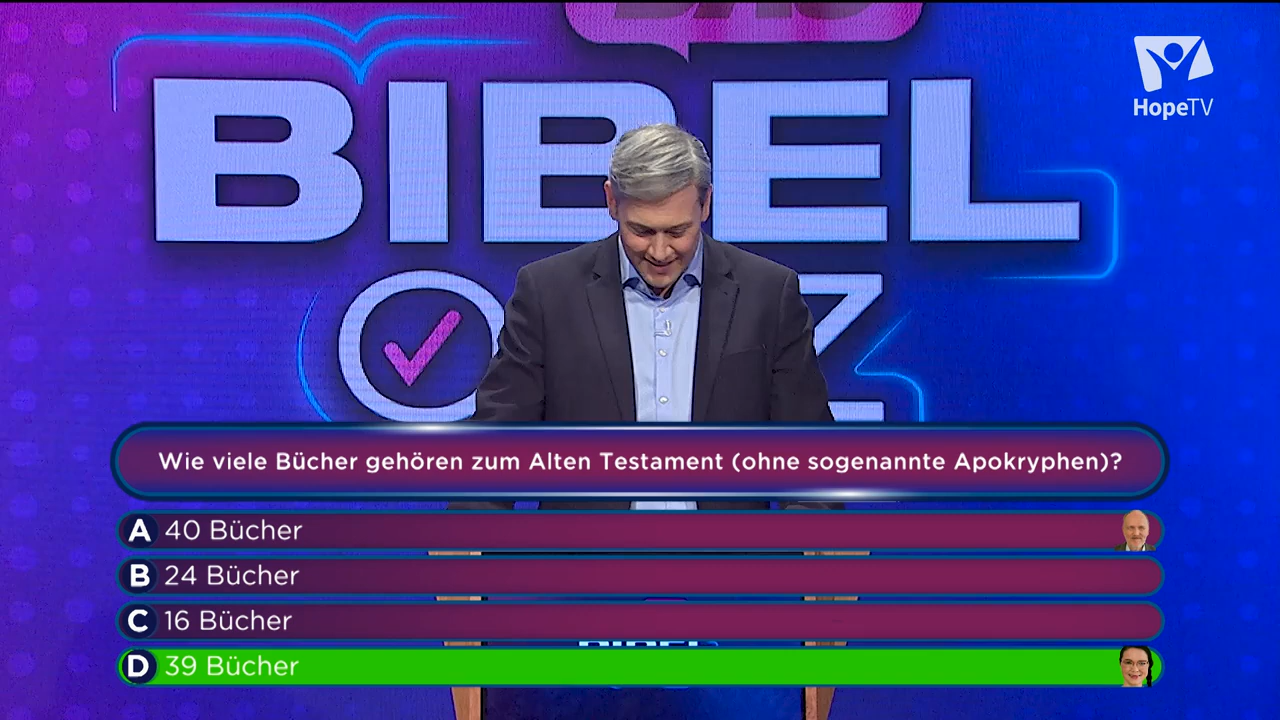 BIBEL
HopeTV
Wie viele Bücher gehören zum Alten Testament (ohne sogenannte Apokryphen)?
A 40 Bücher
B 24 Bücher
C 16 Bücher
D 39 Bücher